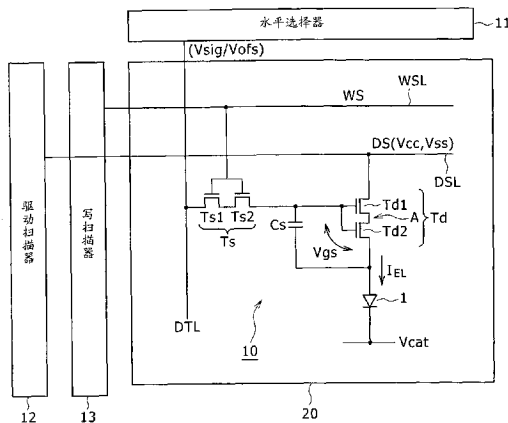 水平选择器
11
(Vsig/Vofs)
WS
WSL
DS(Vcc,Vss)
DSL
驱动扫描器
写扫描器
Ts1
Ts2
Ts
Cs
Td1
A
Td
Td2
Vgs
IEL
1
DTL
10
Vcat
12
13
20